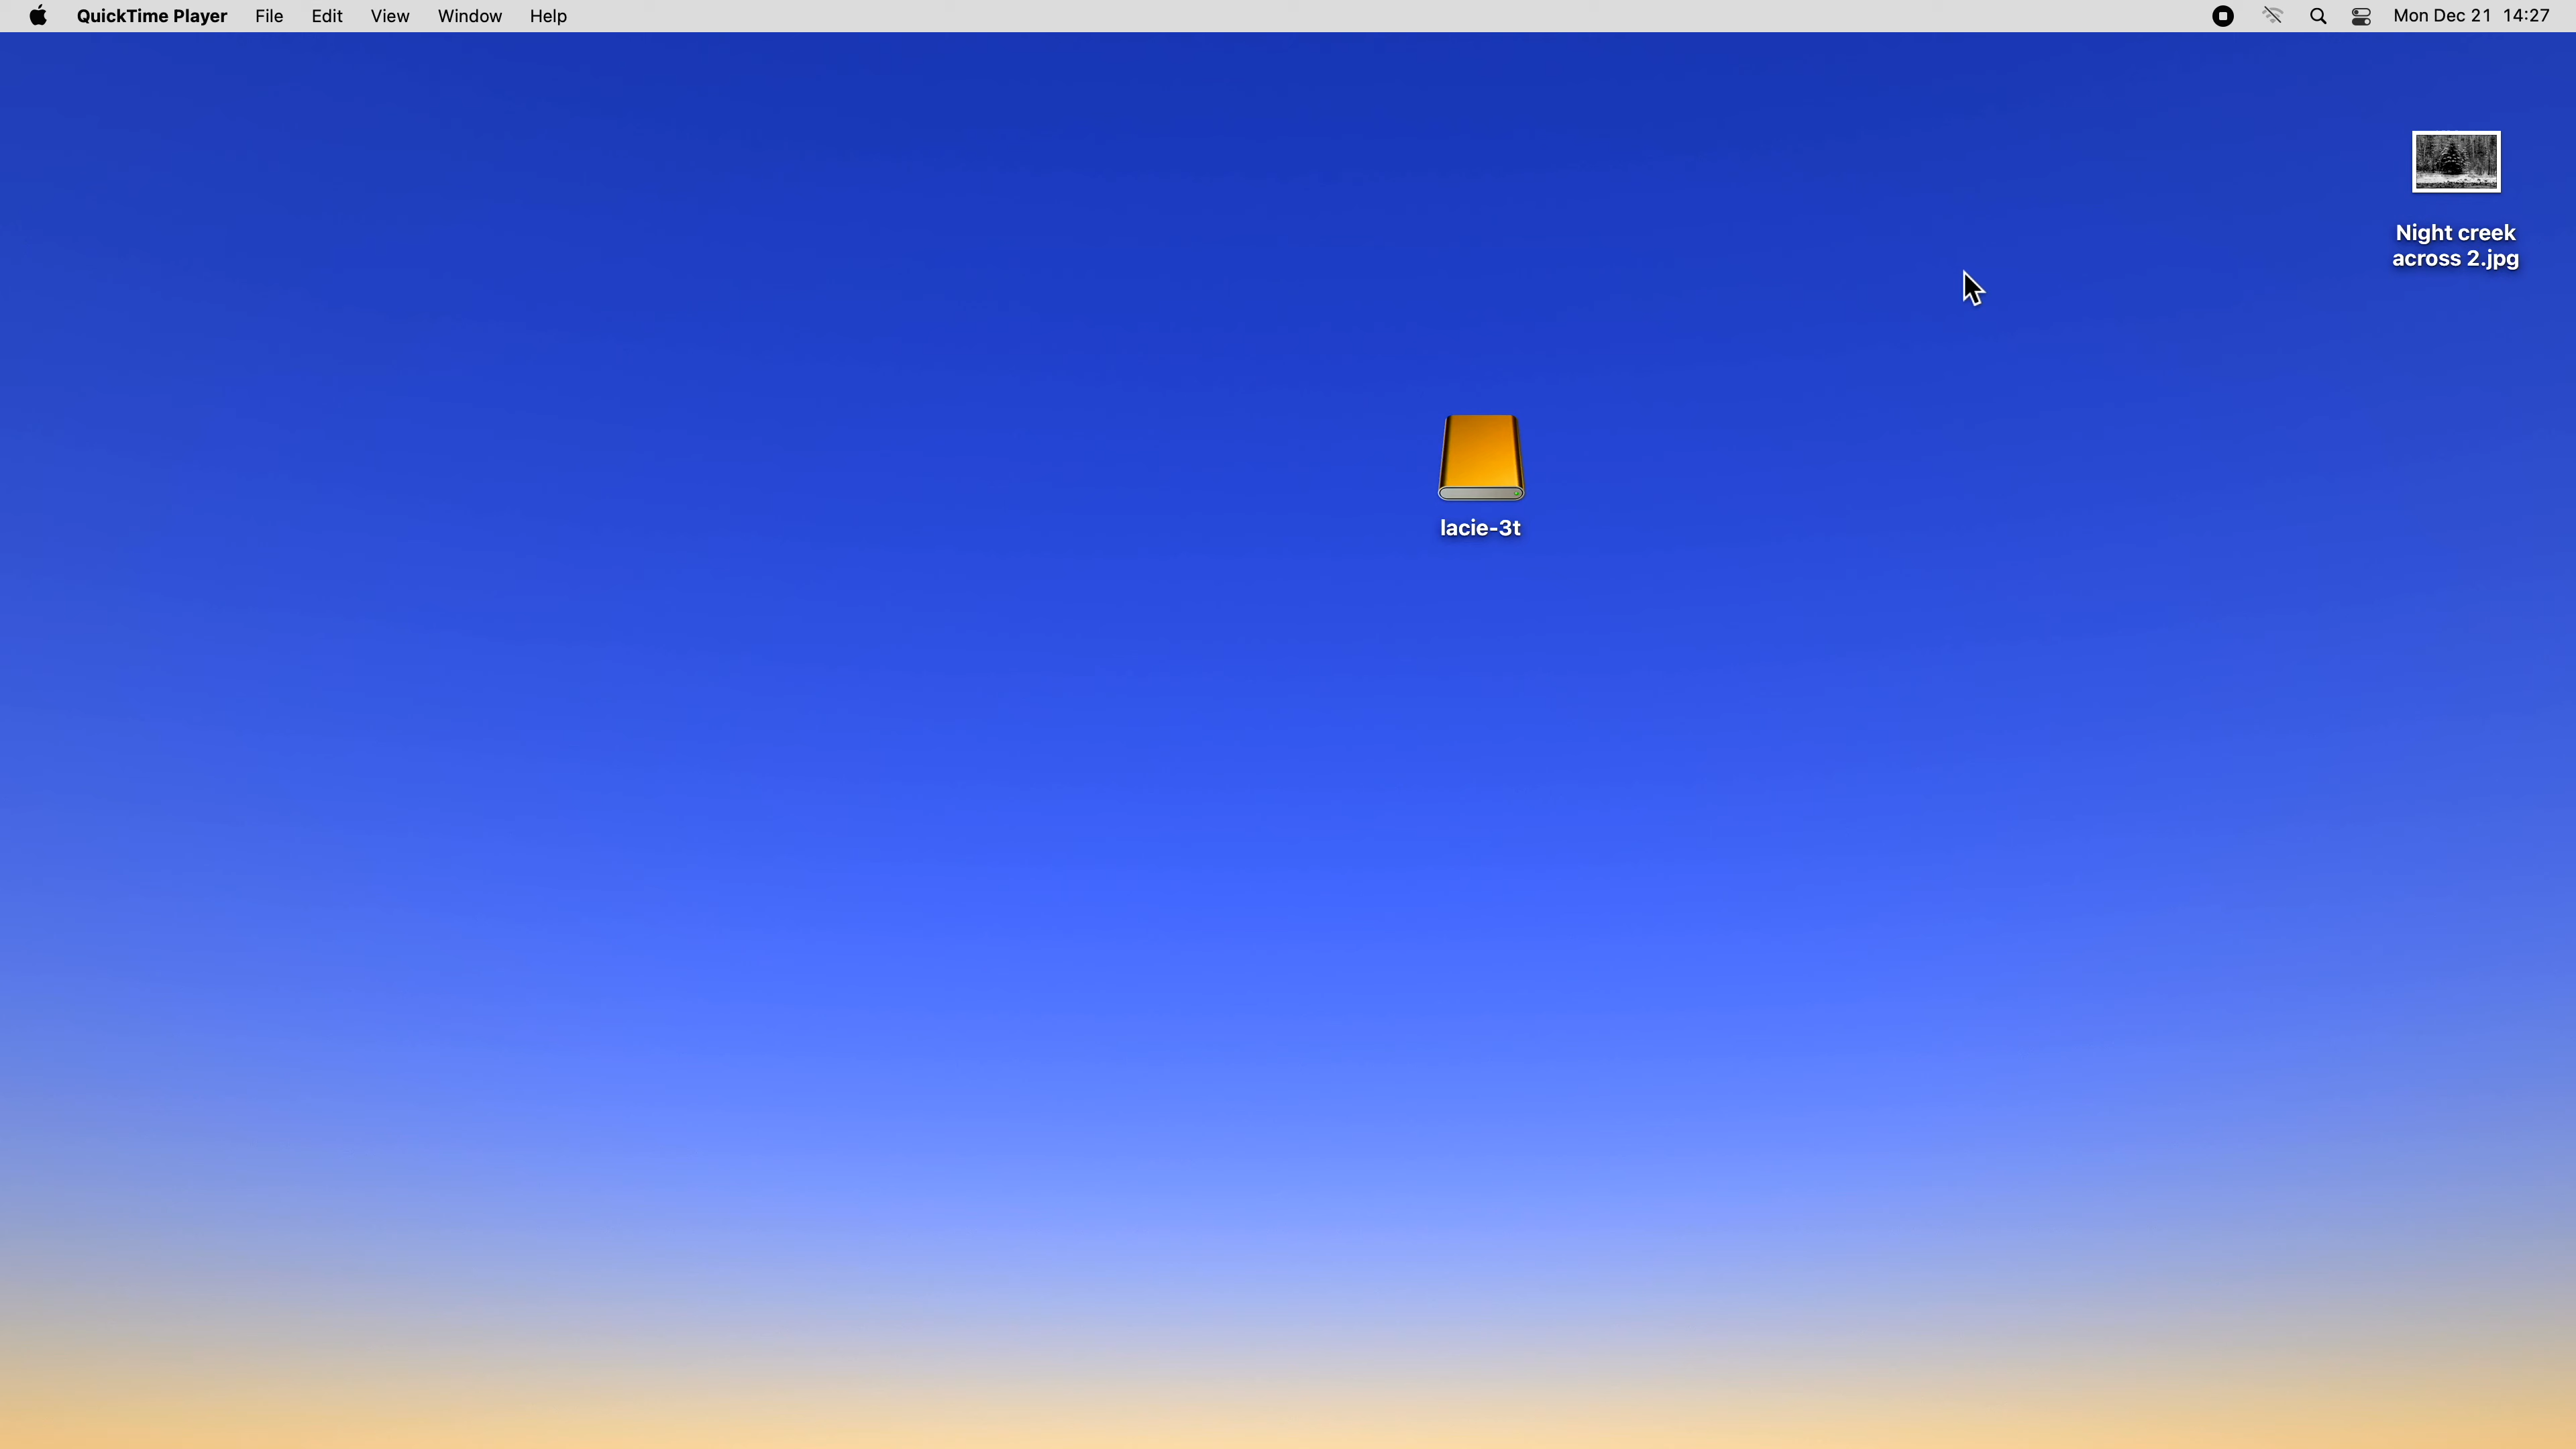 QuickTime Player File Edit View Window Help Mon Dec 21 14:27
Night creek
across 2.jpg
lacie-3t